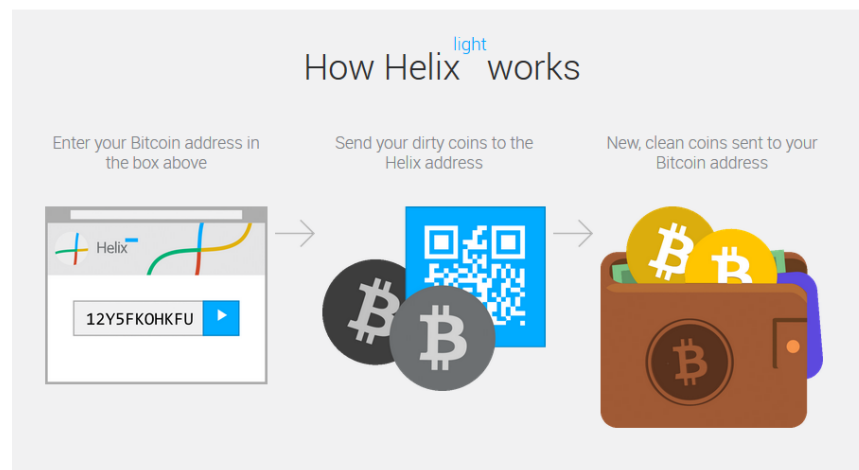 light
How Helix works
Enter your Bitcoin address in
the box above
Send your dirty coins to the
Helix address
New, clean coins sent to your
Bitcoin address
Helix
12Y5FKOHKFU